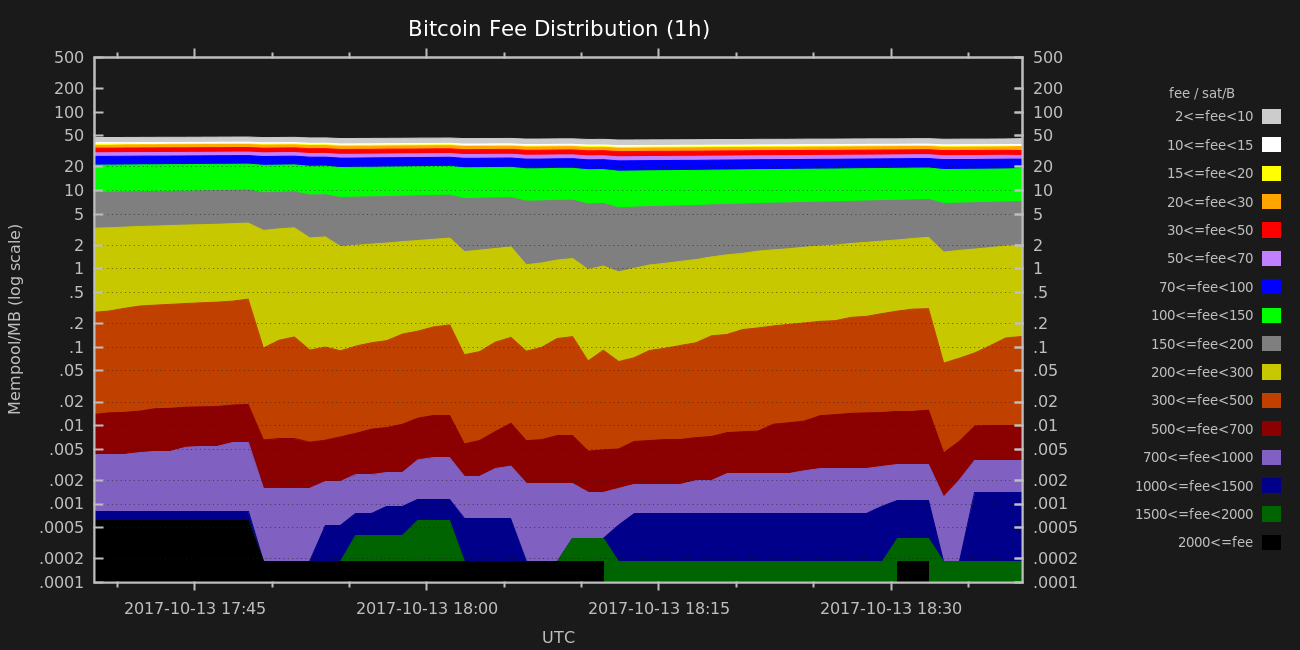 Bitcoin Fee Distribution (1h)
Mempool/MB (log scale)
500
200
100
50
20
10
5
2
1
.5
.2
.1
.05
.02
.01
.005
.002
.001
.0005
.0002
.0001
500
200
100
50
20
10
5
2
1
.5
.2
.1
.05
.02
.01
.005
.002
.001
.0005
.0002
.0001
2017-10-13 17:45 2017-10-13 18:00 2017-10-13 18:15 2017-10-13 18:30
UTC
fee / sat/B
2<=fee<10
10<=fee<15
15<=fee<20
20<=fee<30
30<=fee<50
50<=fee<70
70<=fee<100
100<=fee<150
150<=fee<200
200<=fee<300
300<=fee<500
500<=fee<700
700<=fee<1000
1000<=fee<1500
1500<=fee<2000
2000<=fee